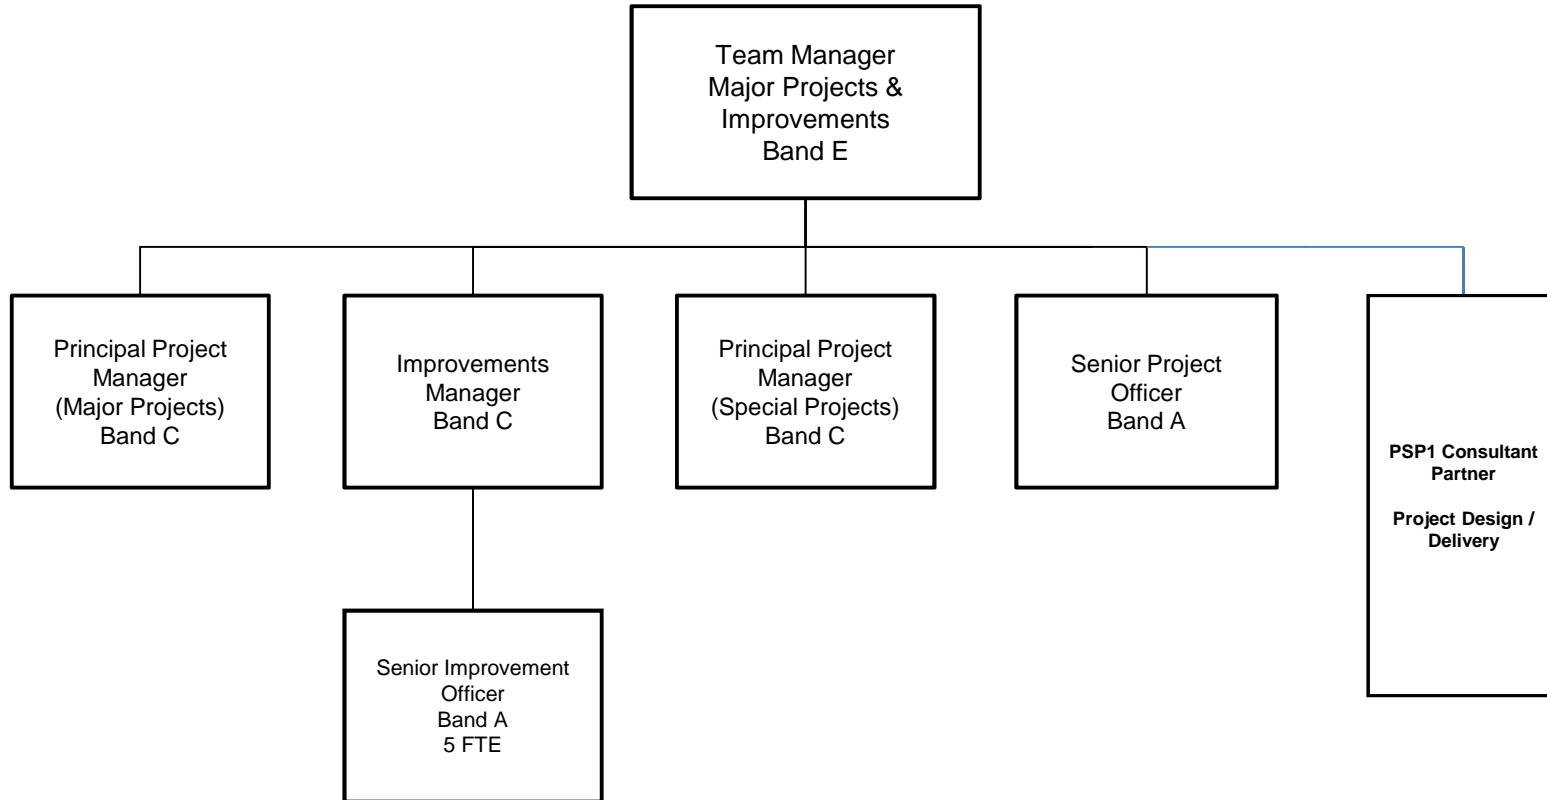 Team Manager
Major Projects &
Improvements
Band E
Principal Project
Manager
(Major Projects)
Band C
Improvements
Manager
Band C
Principal Project
Manager
(Special Projects)
Band C
Senior Project
Officer
Band A
PSP1 Consultant
Partner
Project Design /
Delivery
Senior Improvement
Officer
Band A
5 FTE